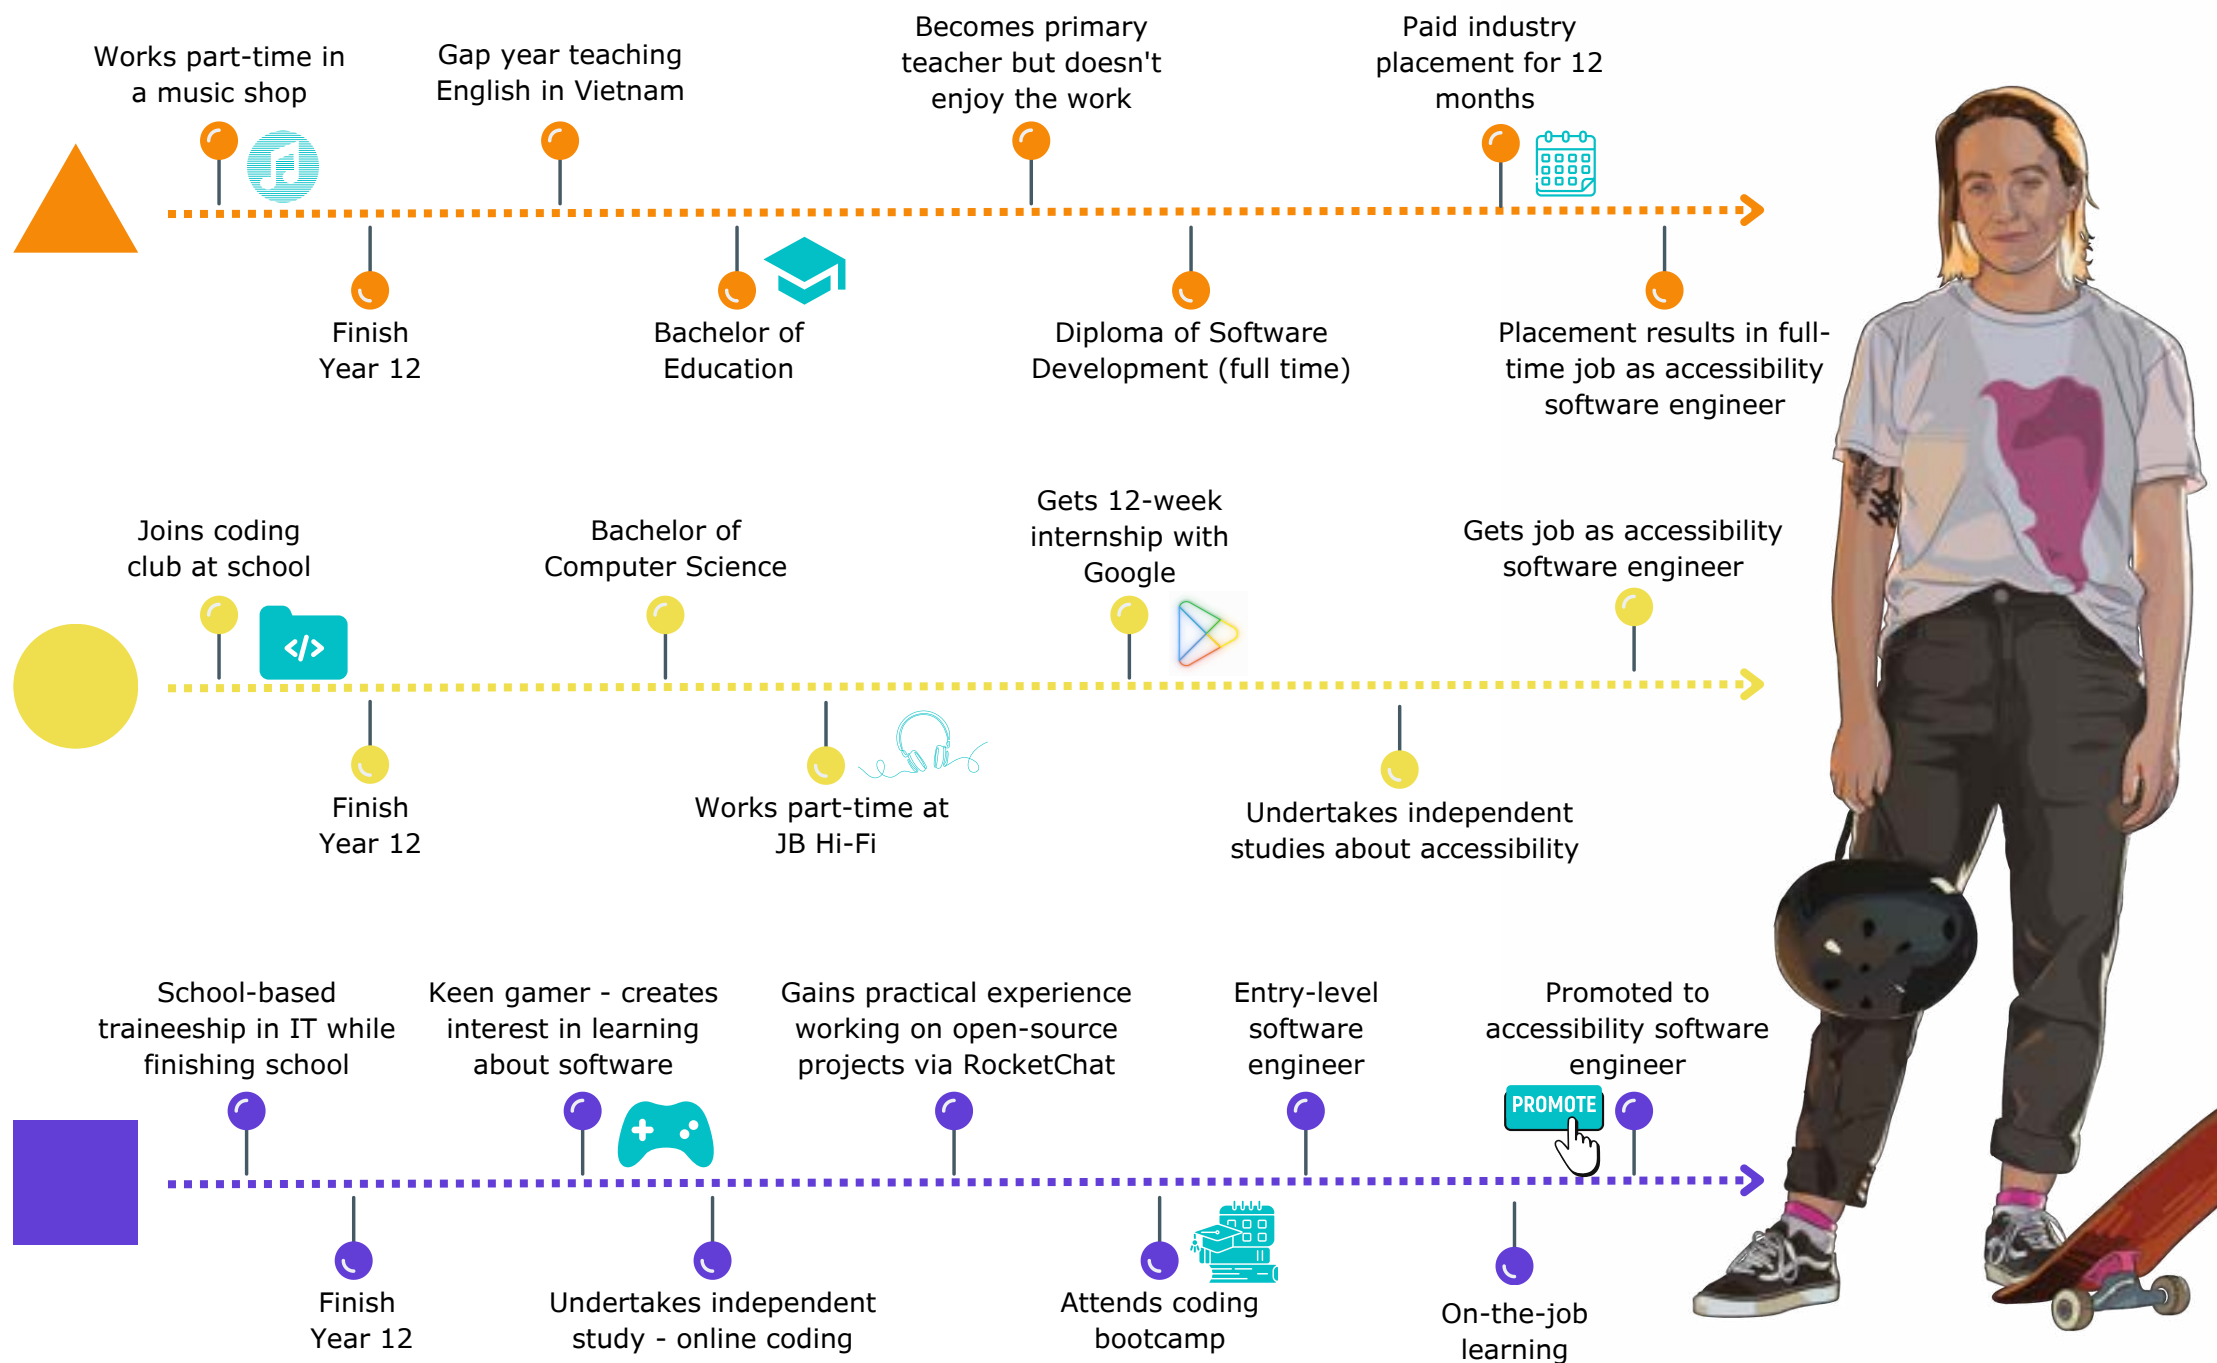 Works part-time in
a music shop
Gap year teaching
English in Vietnam
Becomes primary
teacher but doesn't
enjoy the work
Paid industry
placement for 12
months
Finish
Year 12
Bachelor of
Education
Diploma of Software
Development (full time)
Placement results in full-
time job as accessibility
software engineer
Joins coding
club at school
Bachelor of
Computer Science
Gets 12-week
internship with
Google
Gets job as accessibility
software engineer
</>
Finish
Year 12
Works part-time at
JB Hi-Fi
Undertakes independent
studies about accessibility
School-based
traineeship in IT while
finishing school
Keen gamer - creates
interest in learning
about software
Gains practical experience
working on open-source
projects via RocketChat
Entry-level
software
engineer
Promoted to
accessibility software
engineer
PROMOTE
Finish
Year 12
Undertakes independent
study - online coding
Attends coding
bootcamp
On-the-job
learning